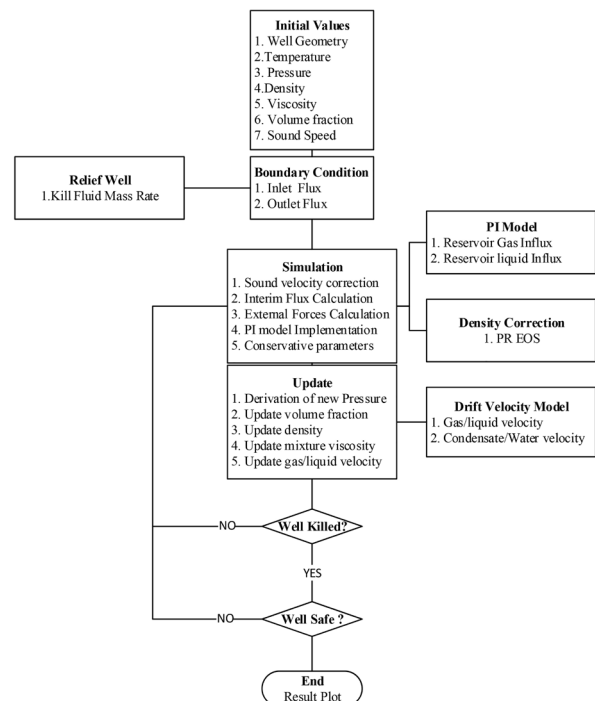 Initial Values
1. Well Geometry
2.Temperature
3. Pressure
4.Density
5. Viscosity
6. Volume fraction
7. Sound Speed
Relief Well
1.Kill Fluid Mass Rate
Boundary Condition
1. Inlet Flux
2. Outlet Flux
PI Model
1. Reservoir Gas Influx
2. Reservoir liquid Influx
Simulation
1. Sound velocity correction
2. Interim Flux Calculation
3. External Forces Calculation
4. PI model Implementation
5. Conservative parameters
Density Correction
1. PR EOS
Update
1. Derivation of new Pressure
2. Update volume fraction
3. Update density
4. Update mixture viscosity
5. Update gas/liquid velocity
Drift Velocity Model
1. Gas/liquid velocity
2. Condensate/Water velocity
NO
Well Killed?
YES
NO
Well Safe ?
End
Result Plot